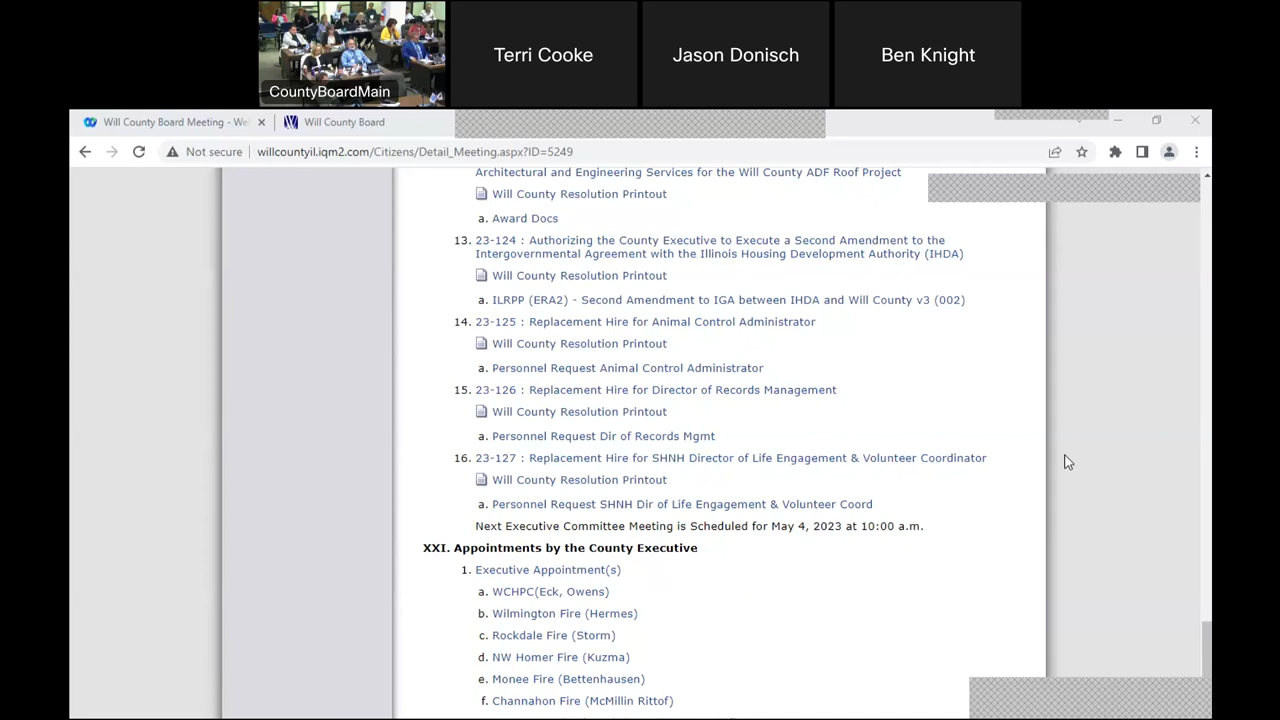 CountyBoardMain
Terri Cooke
Jason Donisch
Ben Knight
Will County Board Meeting - We
Will County Board
Not secure
willcountyil.iqm2.com/Citizens/Detail_Meeting.aspx?ID=5249
Architectural and Engineering Services for the Will County ADF Roof Project
Will County Resolution Printout
a. Award Docs
13. 23-124 : Authorizing the County Executive to Execute a Second Amendment to the
Intergovernmental Agreement with the Illinois Housing Development Authority (IHDA)
Will County Resolution Printout
a. ILRPP (ERA2) - Second Amendment to IGA between IHDA and Will County v3 (002)
14. 23-125 : Replacement Hire for Animal Control Administrator
Will County Resolution Printout
a. Personnel Request Animal Control Administrator
15. 23-126 : Replacement Hire for Director of Records Management
Will County Resolution Printout
a. Personnel Request Dir of Records Mgmt
16. 23-127 : Replacement Hire for SHNH Director of Life Engagement & Volunteer Coordinator
Will County Resolution Printout
a. Personnel Request SHNH Dir of Life Engagement & Volunteer Coord
Next Executive Committee Meeting is Scheduled for May 4, 2023 at 10:00 a.m.
XXI. Appointments by the County Executive
1. Executive Appointment(s)
a. WCHPC(Eck, Owens)
b. Wilmington Fire (Hermes)
c. Rockdale Fire (Storm)
d. NW Homer Fire (Kuzma)
e. Monee Fire (Bettenhausen)
f. Channahon Fire (McMillin Rittof)